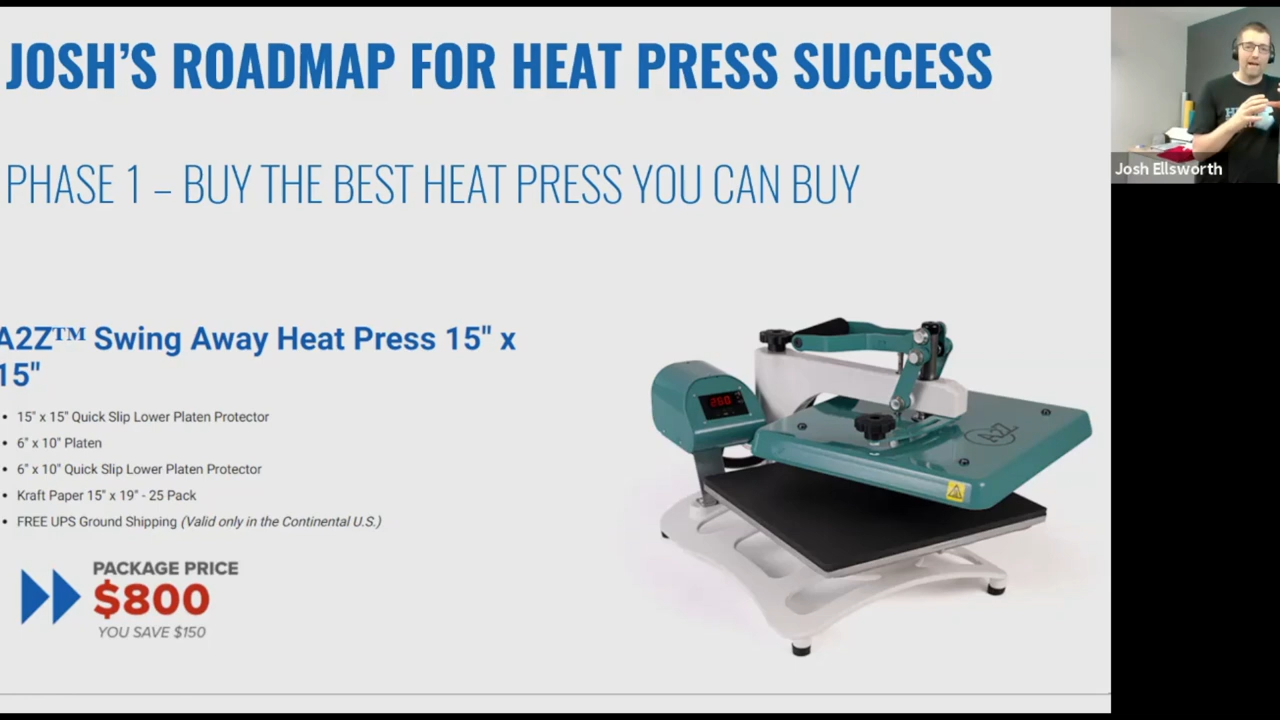 JOSH'S ROADMAP FOR HEAT PRESS SUCCESS
PHASE 1 – BUY THE BEST HEAT PRESS YOU CAN BUY
A2Z™ Swing Away Heat Press 15" x
15"
• 15" x 15" Quick Slip Lower Platen Protector
• 6" x 10" Platen
• 6" x 10" Quick Slip Lower Platen Protector
• Kraft Paper 15" x 19" - 25 Pack
• FREE UPS Ground Shipping (Valid only in the Continental U.S.)
PACKAGE PRICE
$800
YOU SAVE $150
A2Z
Josh Ellsworth